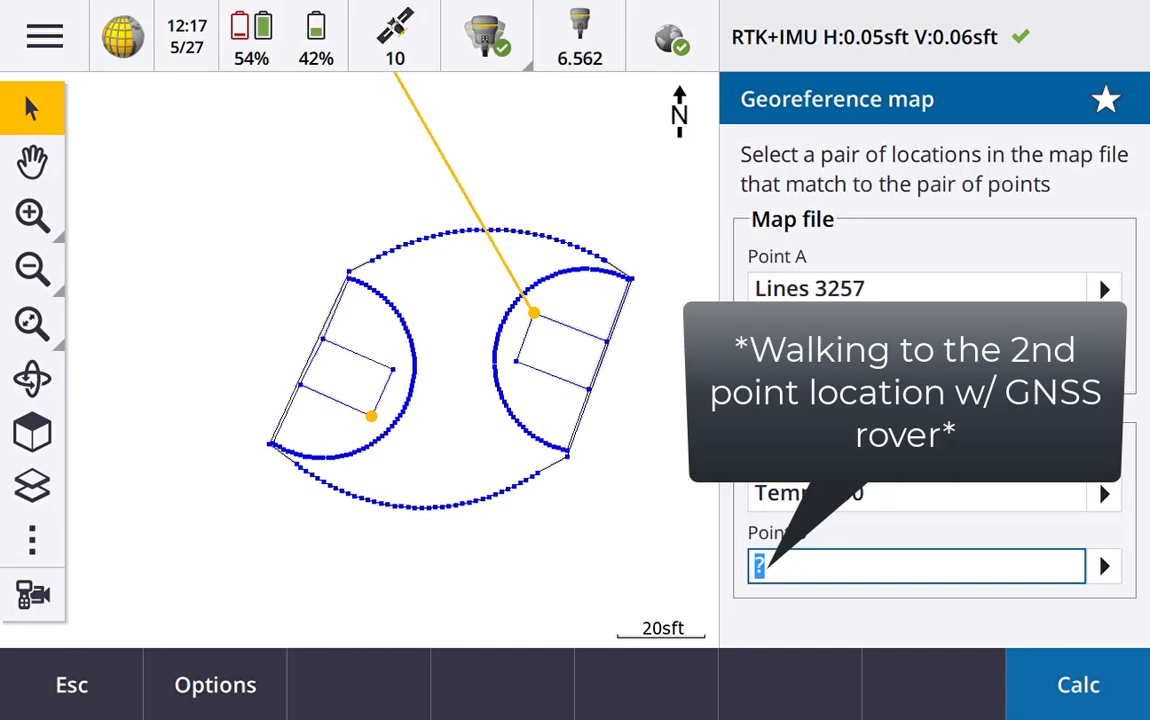 12:17
5/27
54%
42%
10
6.562
RTK+IMU H:0.05sft V:0.06sft
N
Georeference map
Select a pair of locations in the map file
that match to the pair of points
Map file
Point A
Lines 3257
*Walking to the 2nd
point location w/ GNSS
rover*
?
20sft
Esc
Options
Calc